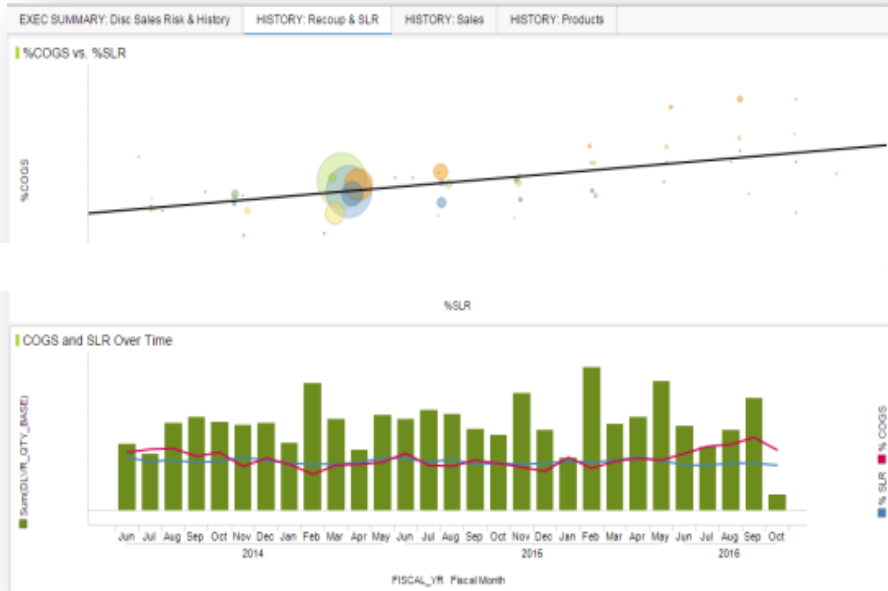 EXEC SUMMARY: Disc Sales Risk & History HISTORY: Recoup & SLR HISTORY: Sales HISTORY: Products
%COGS vs. %SLR
%COGS
%SLR
COGS and SLR Over Time
Sum(DLVR_QTY_BASE)
% SLR % COGS
Jun Jul Aug Sep Oct Nov Dec Jan Feb Mar Apr May Jun Jul Aug Sep Oct Nov Dec Jan Feb Mar Apr May Jun Jul Aug Sep Oct
2014 2015 2016
FISCAL_YR Fiscal Month